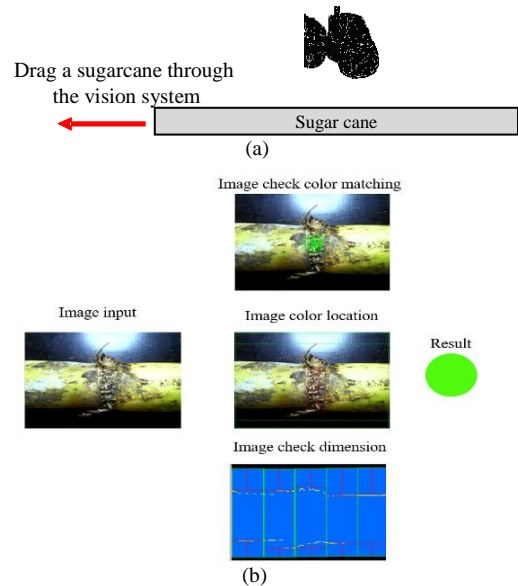 Drag a sugarcane through
the vision system
Sugar cane
(a)
Image check color matching
Image input
Image color location
Result
Image check dimension
(b)